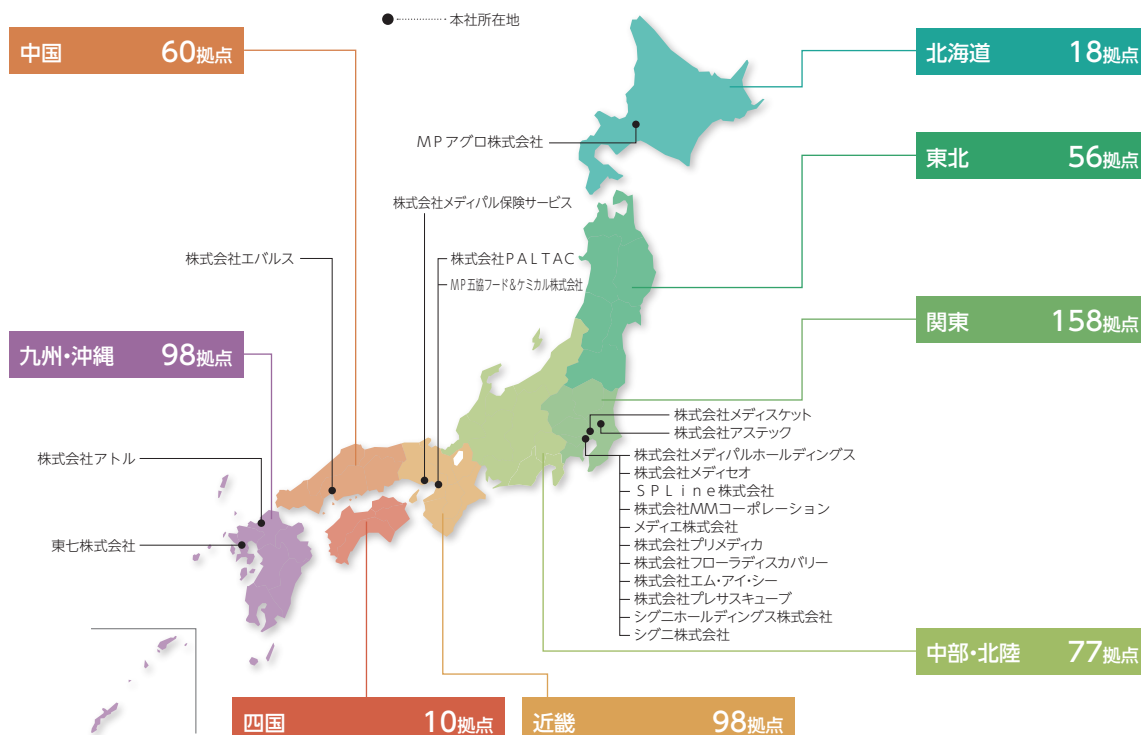 本社所在地
中国 60拠点
北海道 18拠点
MPアグロ株式会社
東北 56拠点
株式会社メディパル保険サービス
株式会社エバルス
株式会社PALTAC
MP五協フード&ケミカル株式会社
関東 158拠点
九州・沖縄 98拠点
株式会社メディスケット
株式会社アステック
株式会社アトル
株式会社メディパルホールディングス
株式会社メディセオ
SPLine株式会社
株式会社MMコーポレーション
メディエ株式会社
東七株式会社
株式会社プリメディカ
株式会社フローラディスカバリー
株式会社エム・アイ・シー
株式会社プレサスキューブ
シグニホールディングス株式会社
シグニ株式会社
中部・北陸 77拠点
四国 10拠点
近畿 98拠点